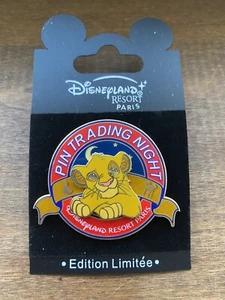 Disneyland
RESORT
PARIS
PIN TRADING NIGHT
DISNEYLAND RESORT PARIS
• Edition Limitée •